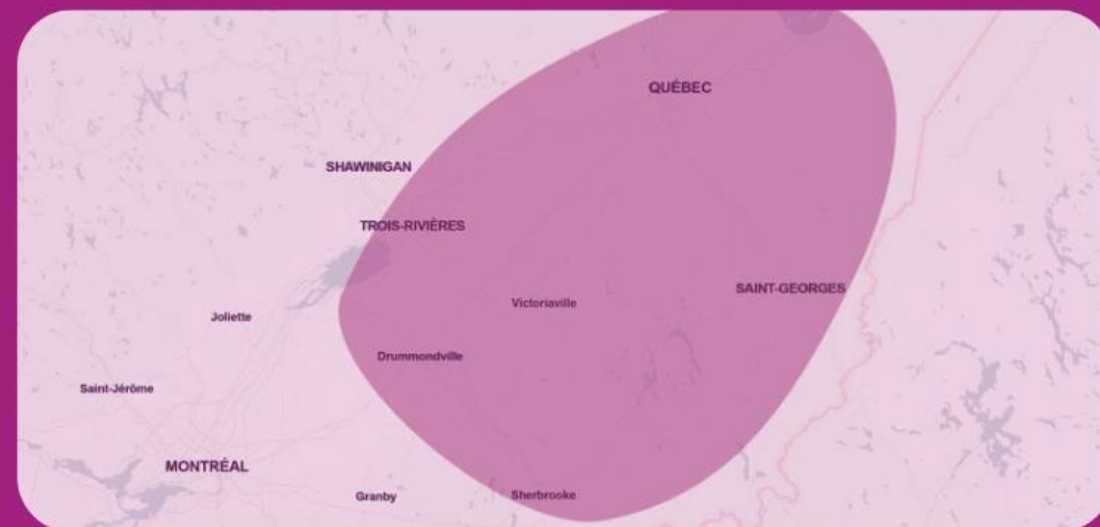 QUÉBEC
SHAWINIGAN
TROIS-RIVIÈRES
SAINT-GEORGES
Victoriaville
Joliette
Drummondville
Saint-Jérôme
MONTRÉAL
Granby
Sherbrooke